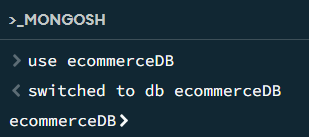 >_MONGOSH
> use ecommerceDB
< switched to db ecommerceDB
ecommerceDB>